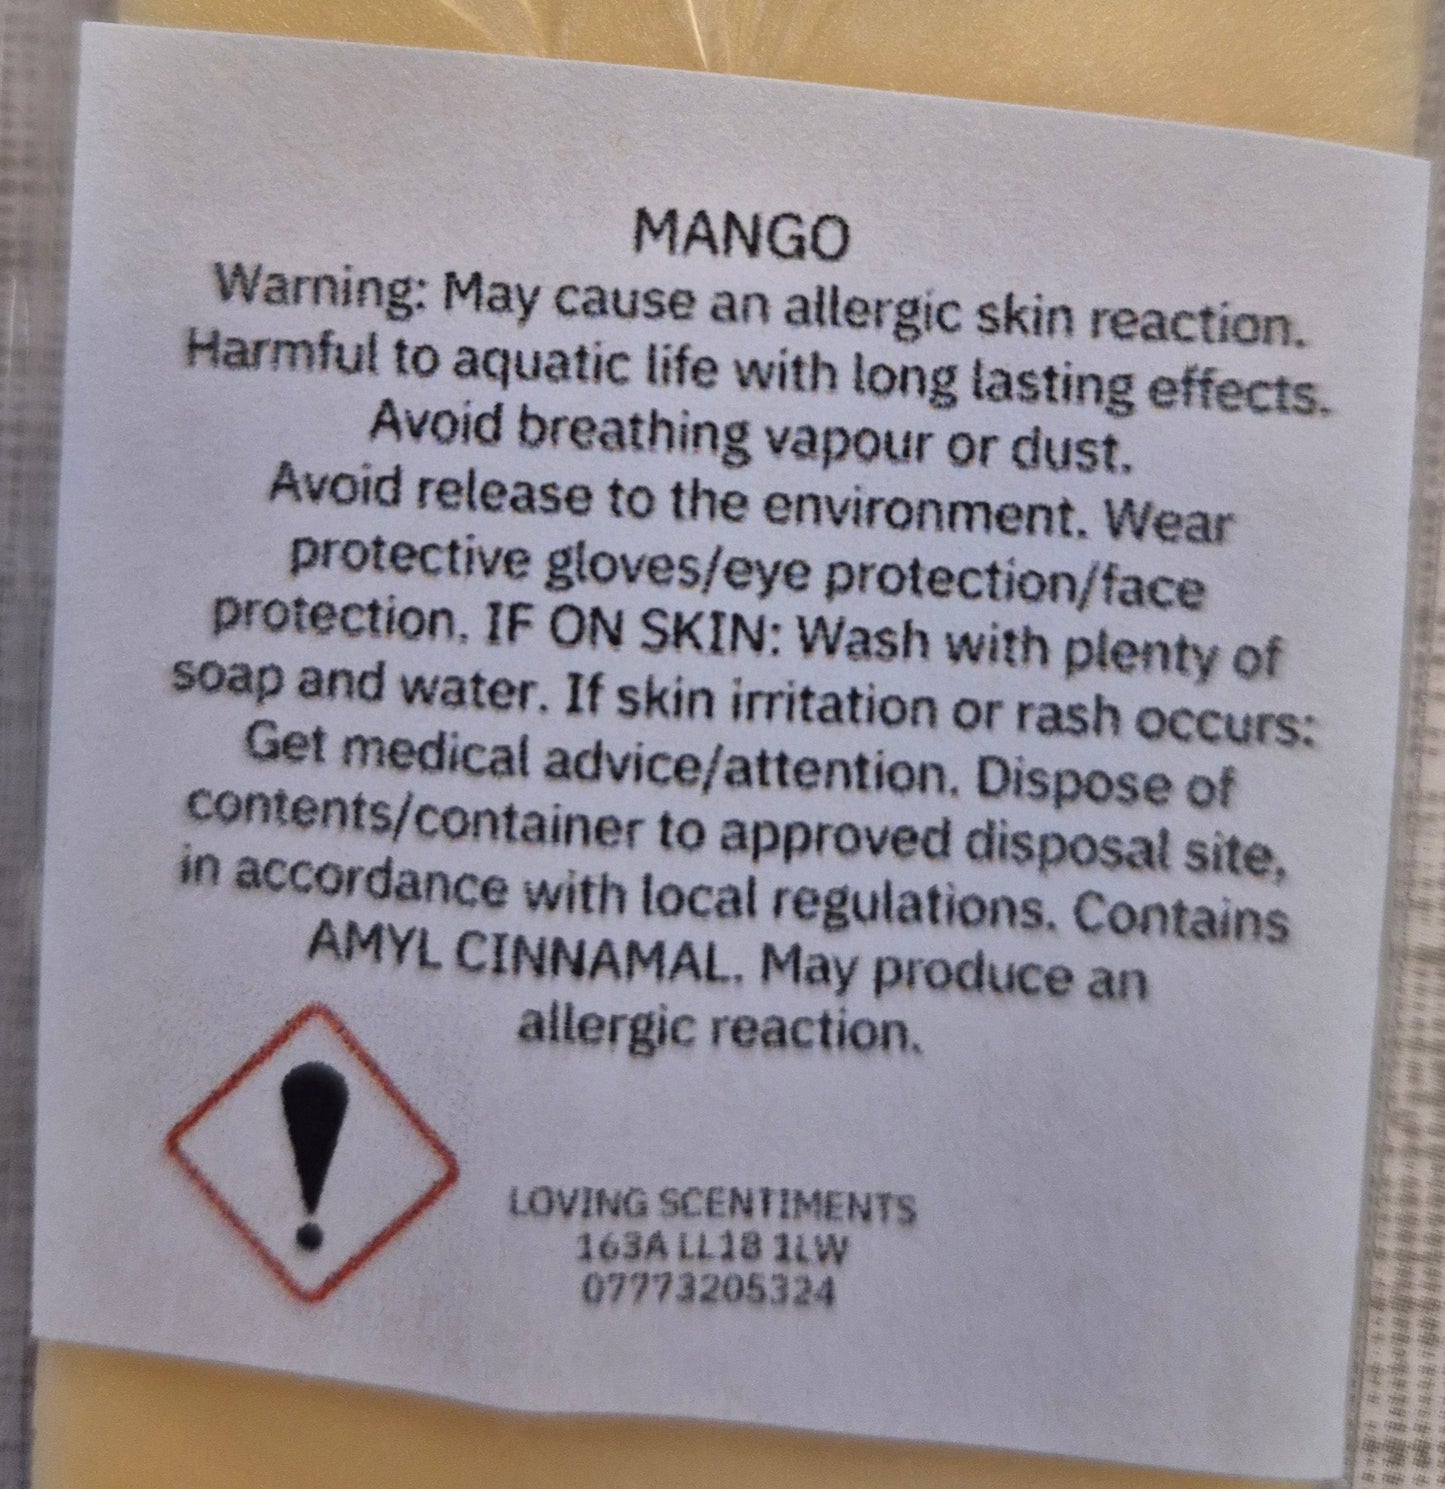 MANGO
Warning: May cause an allergic skin reaction.
Harmful to aquatic life with long lasting effects.
Avoid breathing vapour or dust.
Avoid release to the environment. Wear
protective gloves/eye protection/face
protection. IF ON SKIN: Wash with plenty of
soap and water. If skin irritation or rash occurs:
Get medical advice/attention. Dispose of
contents/container to approved disposal site,
in accordance with local regulations. Contains
AMYL CINNAMAL. May produce an
allergic reaction.
LOVING SCENTIMENTS
163A LL18 1LW
07773205324